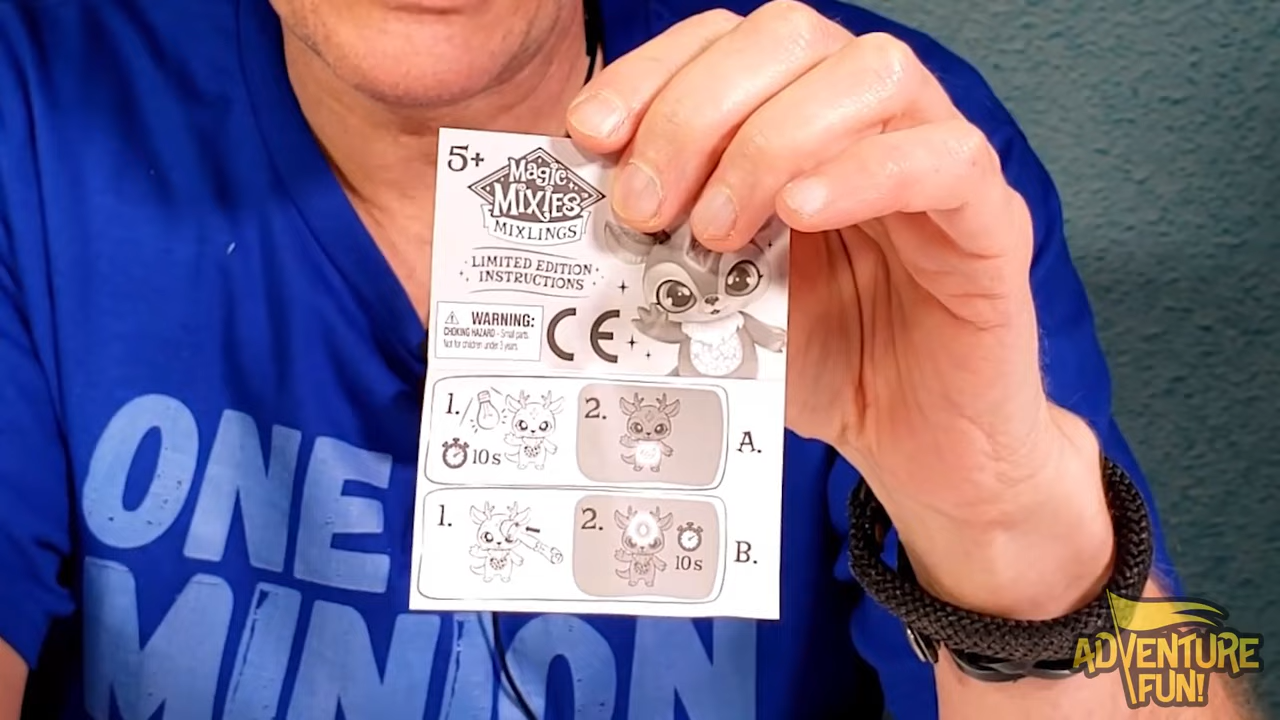 5+
Magic
MIXIES
MIXLINGS
LIMITED EDITION
INSTRUCTIONS
WARNING:
CHOKING HAZARD - Small parts.
Not for children under 3 years.
CE
1.
10s
2.
A.
1.
2.
10s
B.
ONE
MINION
ADVENTURE
FUN!